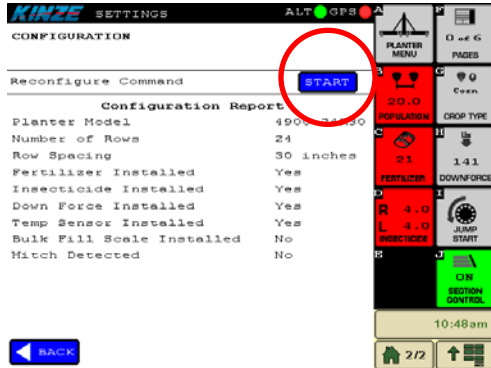 KINZE SETTINGS ALT GPS
CONFIGURATION
Reconfigure Command START
Configuration Report
Planter Model 4900
Number of Rows 24
Row Spacing 30 inches
Fertilizer Installed Yes
Insecticide Installed Yes
Down Force Installed Yes
Temp Sensor Installed Yes
Bulk Fill Scale Installed No
Hitch Detected No
BACK
A
PLANTER
MENU
F
0 of 6
PAGES
B
20.0
POPULATION
G
Corn
CROP TYPE
C
21
FERTILIZER
H
Lbs
141
DOWNFORCE
D
R 4.0
L 4.0
INSECTICIDE
I
JUMP
START
E
J
ON
SECTION
CONTROL
10:48am
2/2